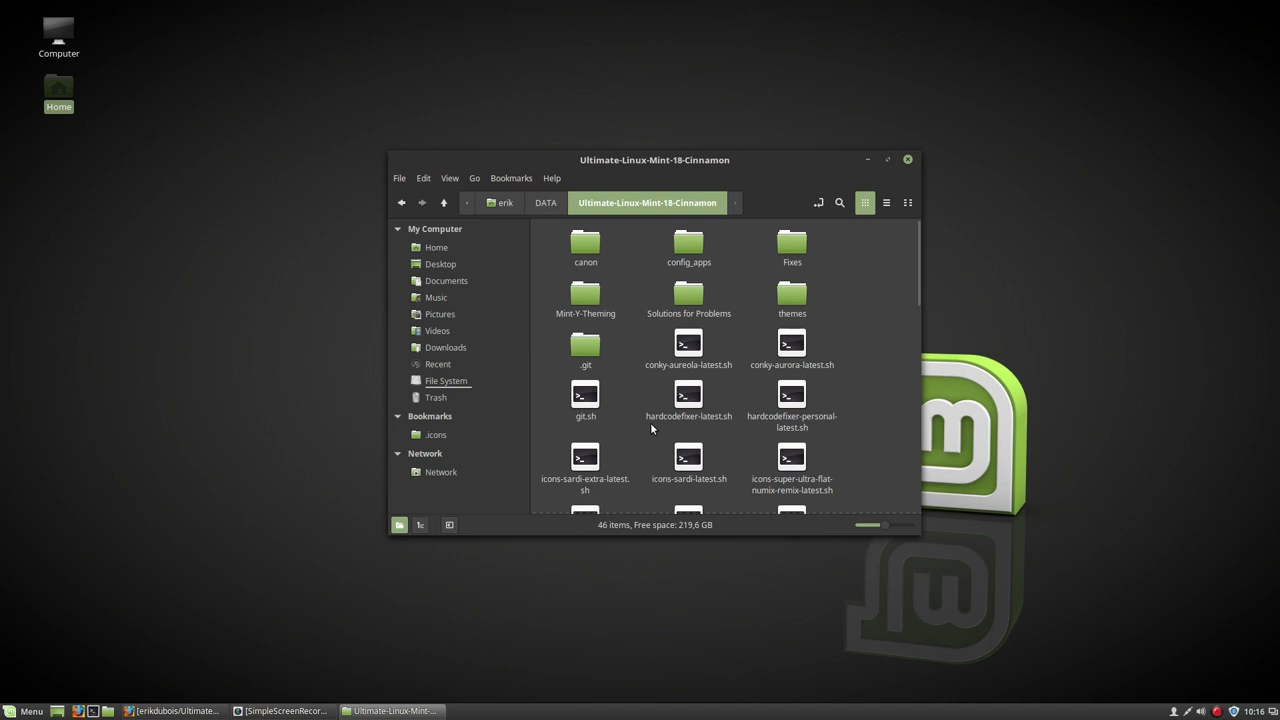 Computer
Home
Ultimate-Linux-Mint-18-Cinnamon
File Edit View Go Bookmarks Help
erik DATA Ultimate-Linux-Mint-18-Cinnamon
My Computer
Home
Desktop
Documents
Music
Pictures
Videos
Downloads
Recent
File System
Trash
Bookmarks
.icons
Network
Network
canon config_apps Fixes
Mint-Y-Theming Solutions for Problems themes
.git conky-aureola-latest.sh conky-aurora-latest.sh
git.sh hardcodefixer-latest.sh hardcodefixer-personal-
latest.sh
icons-sardi-extra-latest. icons-sardi-latest.sh icons-super-ultra-flat-
sh numix-remix-latest.sh
46 items, Free space: 219,6 GB
Menu [erikdubois/Ultimate... [SimpleScreenRecor... Ultimate-Linux-Mint-... 10:16